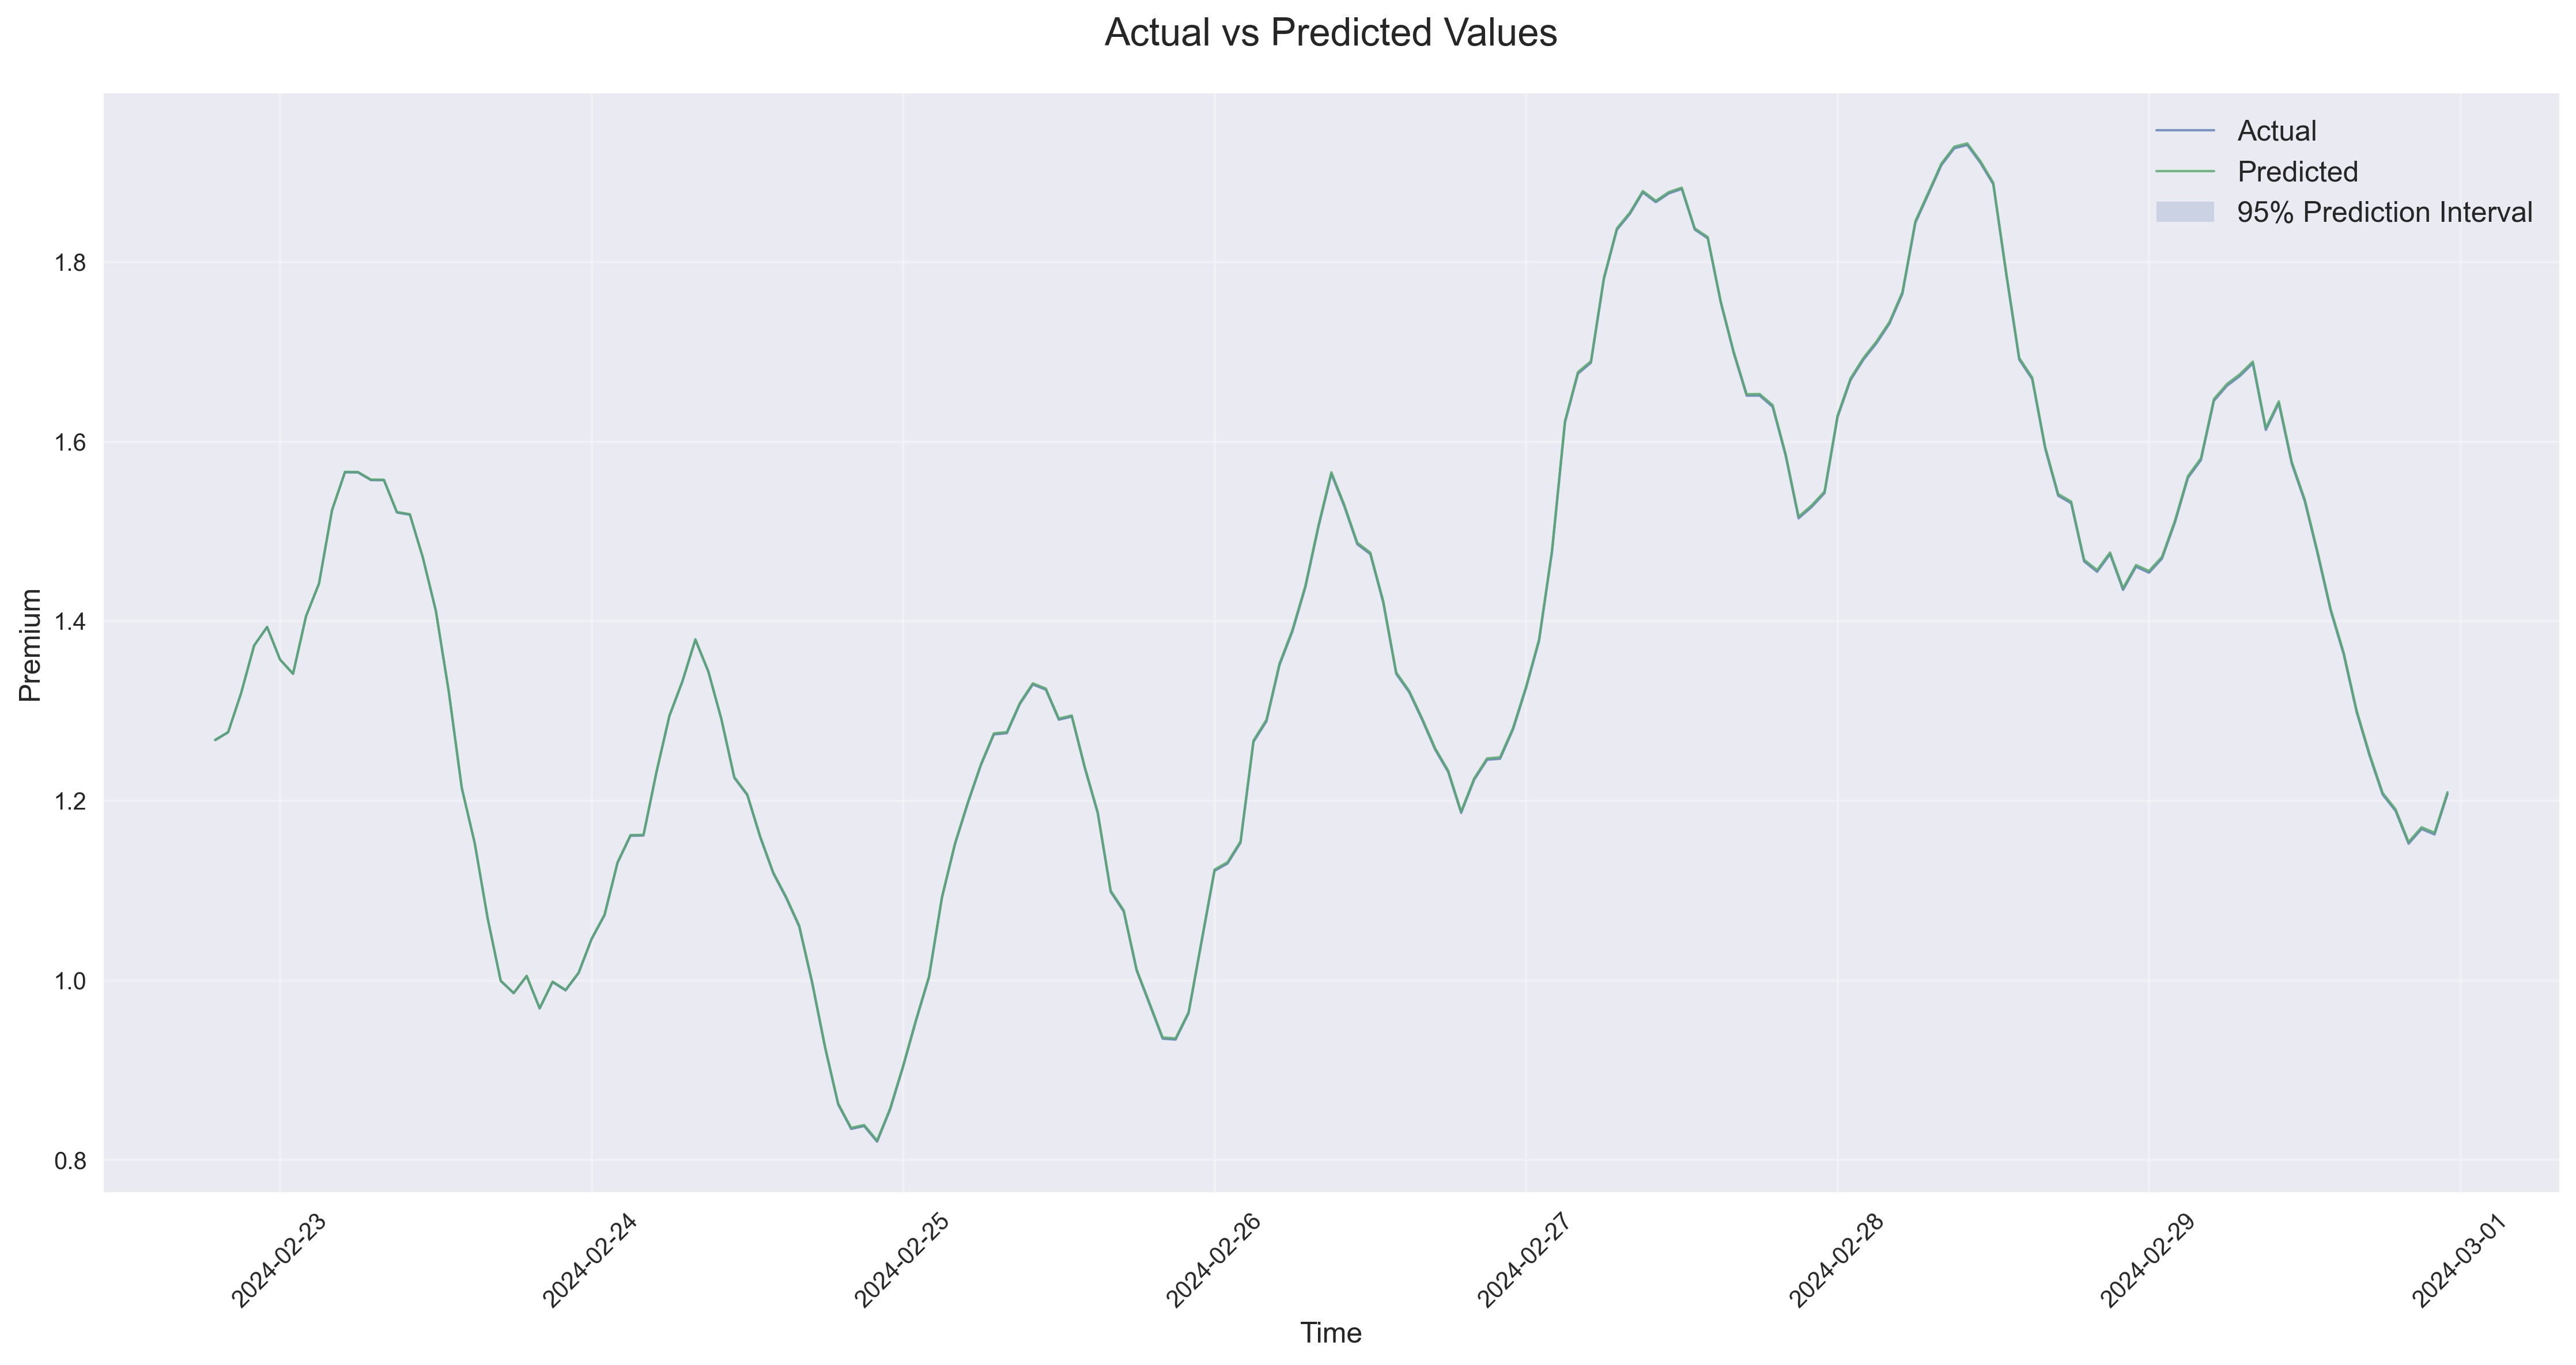 Actual vs Predicted Values
Actual
Predicted
95% Prediction Interval
Premium
1.8
1.6
1.4
1.2
1.0
0.8
2024-02-23
2024-02-24
2024-02-25
2024-02-26
2024-02-27
2024-02-28
2024-02-29
2024-03-01
Time